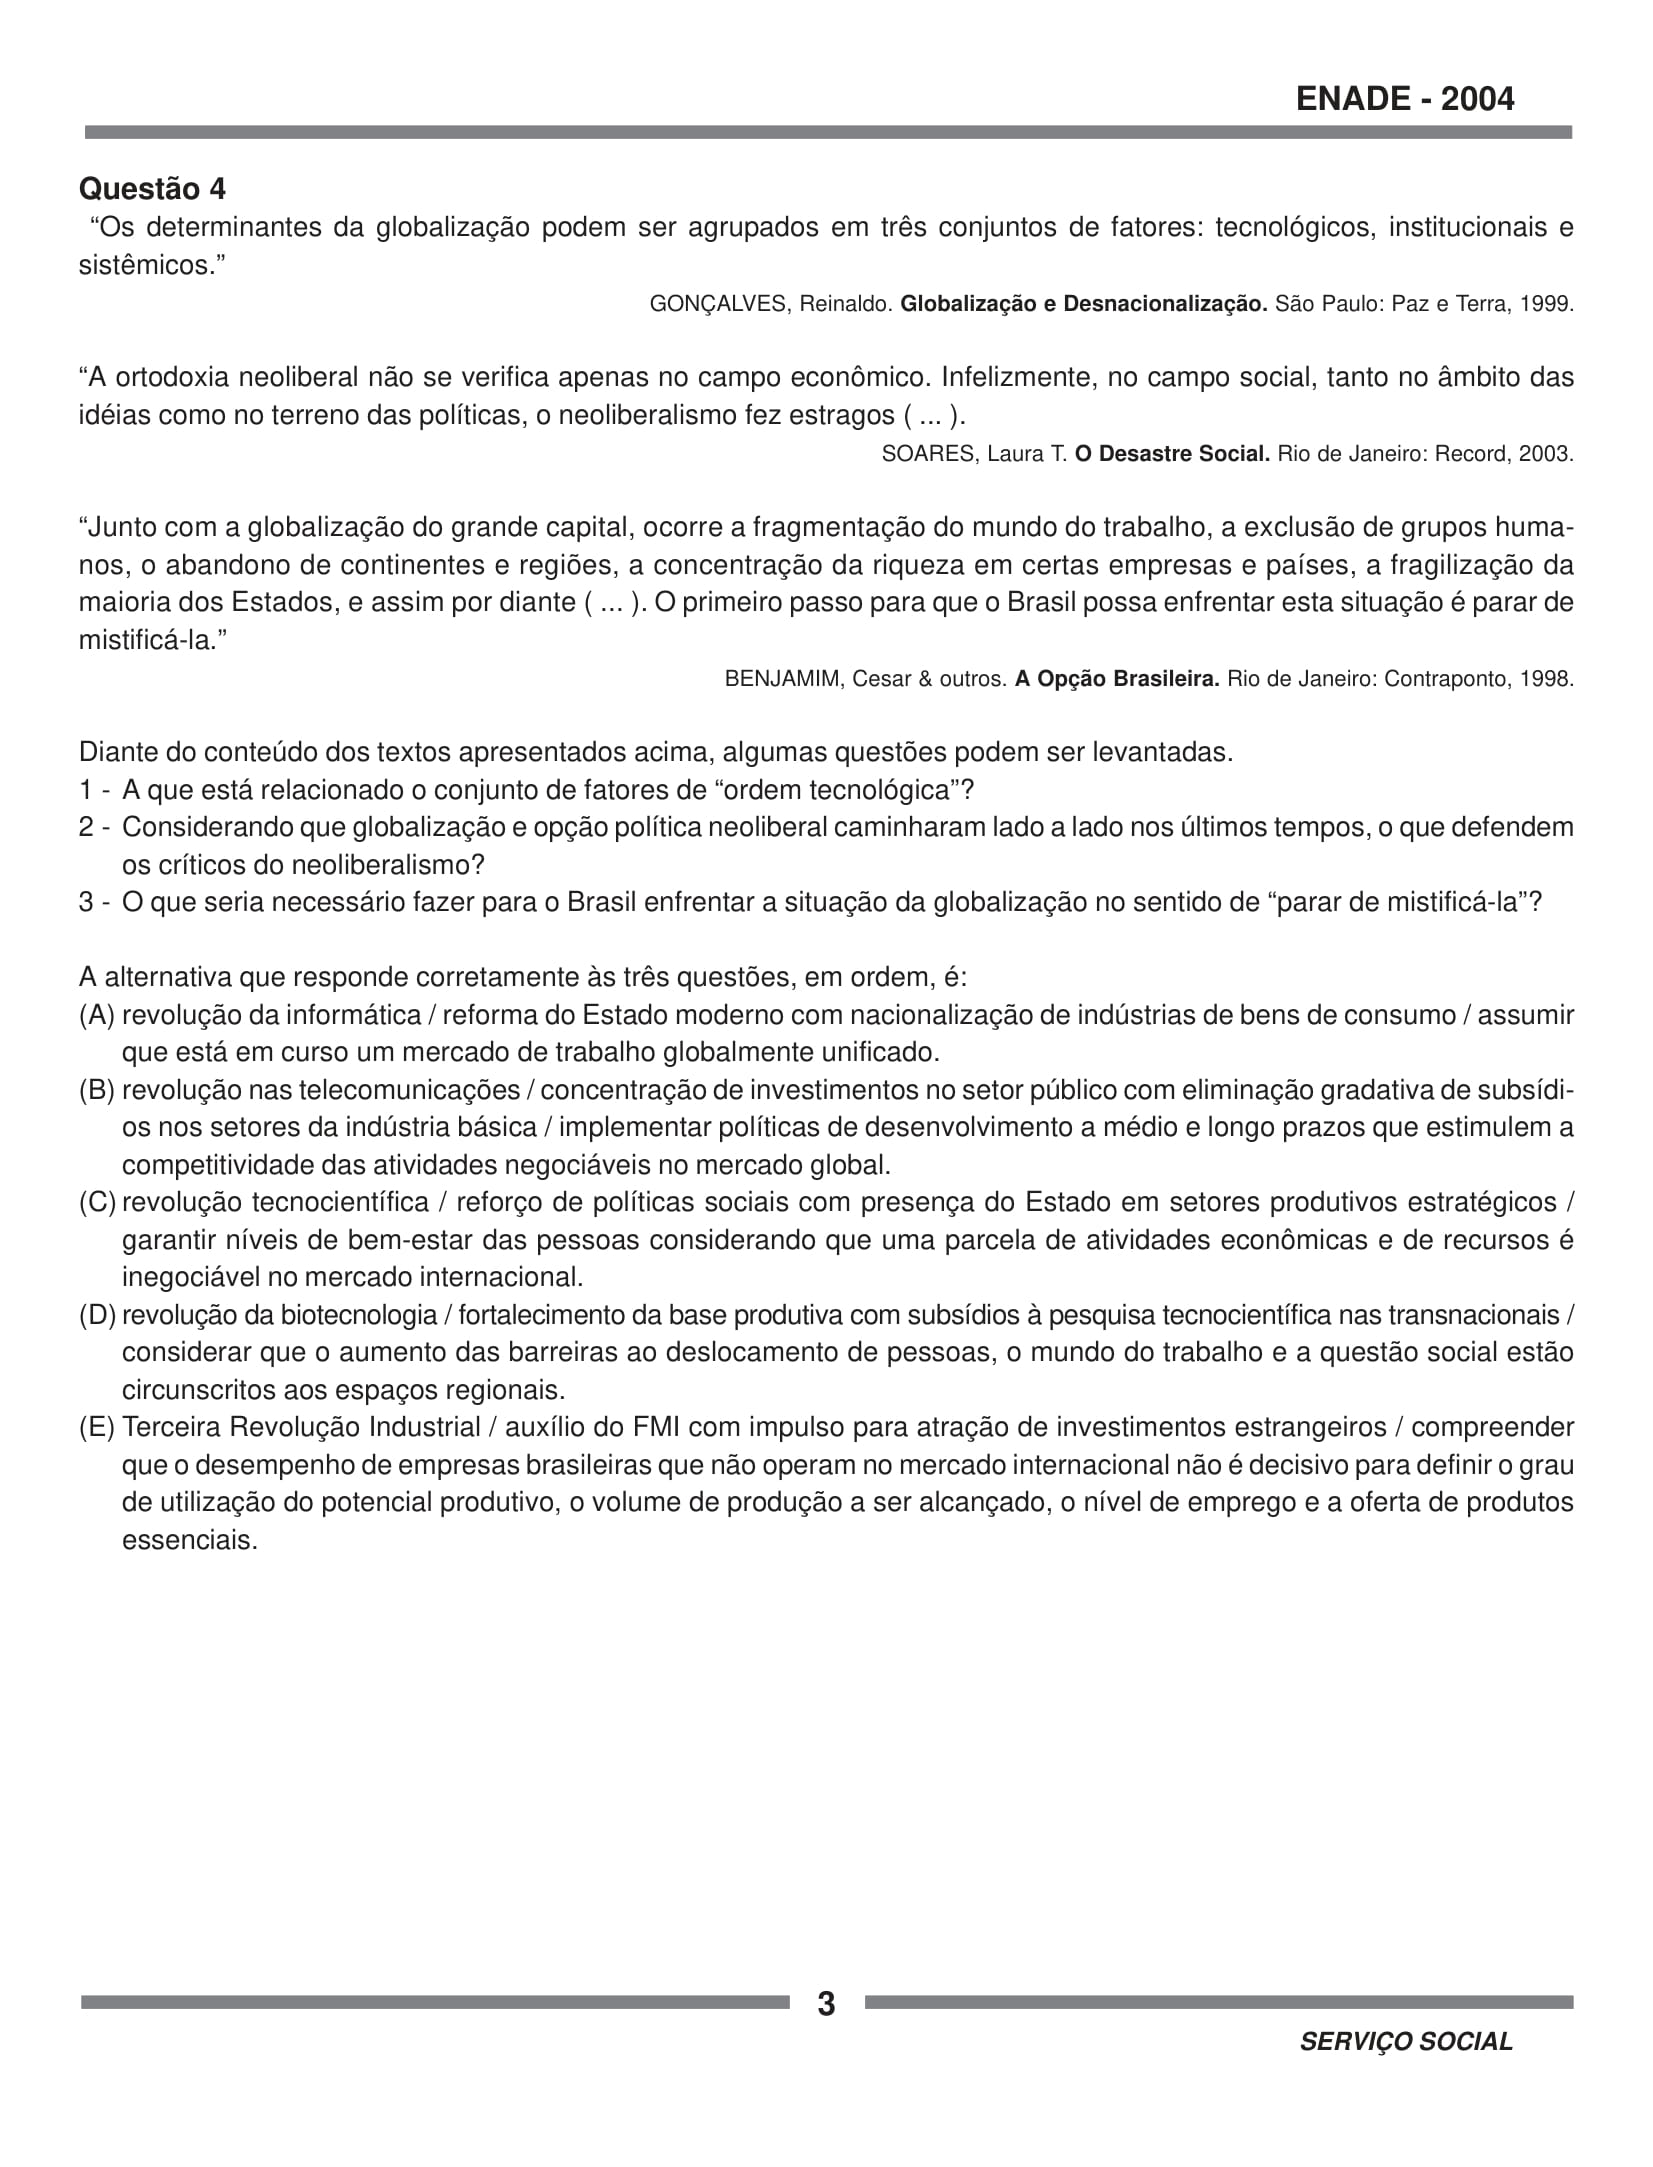 ENADE - 2004
Questão 4
“Os determinantes da globalização podem ser agrupados em três conjuntos de fatores: tecnológicos, institucionais e
sistêmicos.”
GONÇALVES, Reinaldo. Globalização e Desnacionalização. São Paulo: Paz e Terra, 1999.
“A ortodoxia neoliberal não se verifica apenas no campo econômico. Infelizmente, no campo social, tanto no âmbito das
idéias como no terreno das políticas, o neoliberalismo fez estragos ( ... ).
SOARES, Laura T. O Desastre Social. Rio de Janeiro: Record, 2003.
“Junto com a globalização do grande capital, ocorre a fragmentação do mundo do trabalho, a exclusão de grupos huma-
nos, o abandono de continentes e regiões, a concentração da riqueza em certas empresas e países, a fragilização da
maioria dos Estados, e assim por diante ( ... ). O primeiro passo para que o Brasil possa enfrentar esta situação é parar de
mistificá-la.”
BENJAMIM, Cesar & outros. A Opção Brasileira. Rio de Janeiro: Contraponto, 1998.
Diante do conteúdo dos textos apresentados acima, algumas questões podem ser levantadas.
1 - A que está relacionado o conjunto de fatores de “ordem tecnológica”?
2 - Considerando que globalização e opção política neoliberal caminharam lado a lado nos últimos tempos, o que defendem
os críticos do neoliberalismo?
3 - O que seria necessário fazer para o Brasil enfrentar a situação da globalização no sentido de “parar de mistificá-la”?
A alternativa que responde corretamente às três questões, em ordem, é:
(A) revolução da informática / reforma do Estado moderno com nacionalização de indústrias de bens de consumo / assumir
que está em curso um mercado de trabalho globalmente unificado.
(B) revolução nas telecomunicações / concentração de investimentos no setor público com eliminação gradativa de subsídi-
os nos setores da indústria básica / implementar políticas de desenvolvimento a médio e longo prazos que estimulem a
competitividade das atividades negociáveis no mercado global.
(C) revolução tecnocientífica / reforço de políticas sociais com presença do Estado em setores produtivos estratégicos /
garantir níveis de bem-estar das pessoas considerando que uma parcela de atividades econômicas e de recursos é
inegociável no mercado internacional.
(D) revolução da biotecnologia / fortalecimento da base produtiva com subsídios à pesquisa tecnocientífica nas transnacionais /
considerar que o aumento das barreiras ao deslocamento de pessoas, o mundo do trabalho e a questão social estão
circunscritos aos espaços regionais.
(E) Terceira Revolução Industrial / auxílio do FMI com impulso para atração de investimentos estrangeiros / compreender
que o desempenho de empresas brasileiras que não operam no mercado internacional não é decisivo para definir o grau
de utilização do potencial produtivo, o volume de produção a ser alcançado, o nível de emprego e a oferta de produtos
essenciais.
3
SERVIÇO SOCIAL